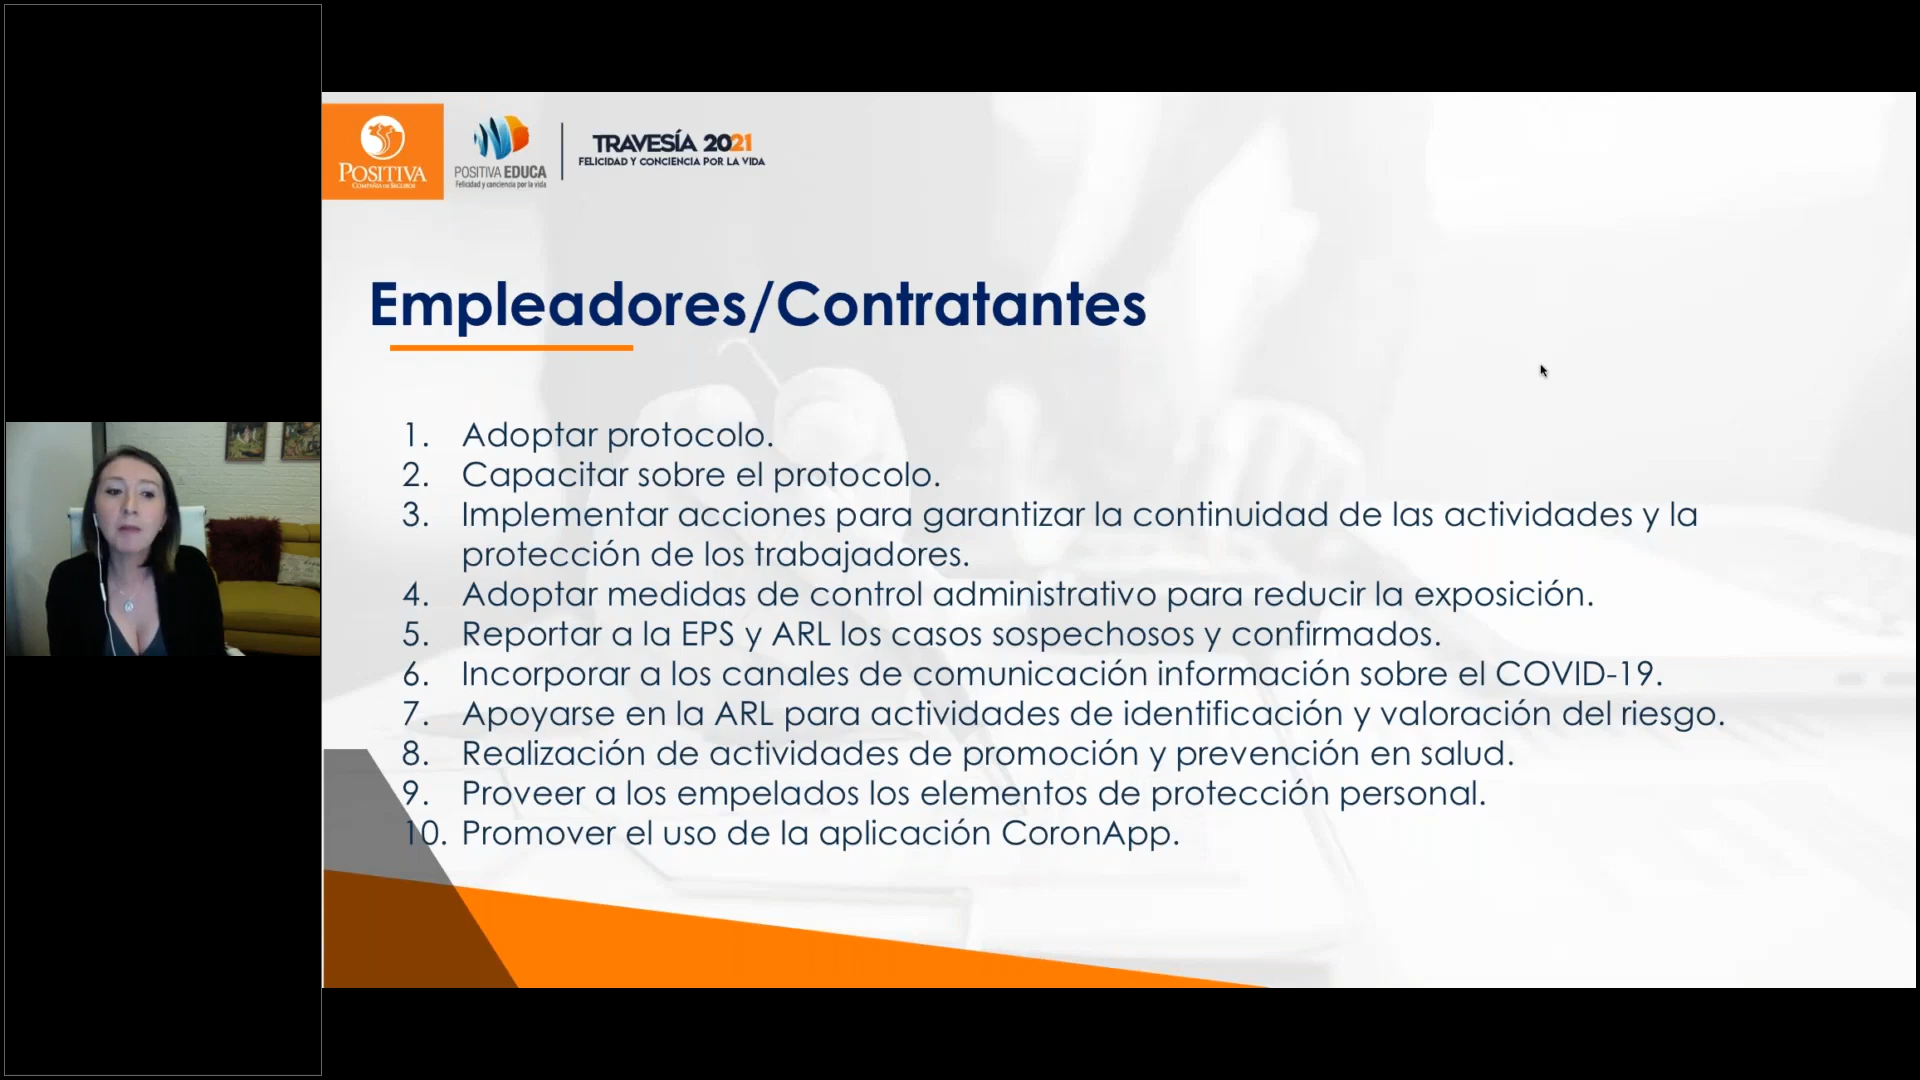 POSITIVA
COMPAÑÍA DE SEGUROS
POSITIVA EDUCA
Felicidad y conciencia por la vida
TRAVESÍA 2021
FELICIDAD Y CONCIENCIA POR LA VIDA
Empleadores/Contratantes
1. Adoptar protocolo.
2. Capacitar sobre el protocolo.
3. Implementar acciones para garantizar la continuidad de las actividades y la
protección de los trabajadores.
4. Adoptar medidas de control administrativo para reducir la exposición.
5. Reportar a la EPS y ARL los casos sospechosos y confirmados.
6. Incorporar a los canales de comunicación información sobre el COVID-19.
7. Apoyarse en la ARL para actividades de identificación y valoración del riesgo.
8. Realización de actividades de promoción y prevención en salud.
9. Proveer a los empelados los elementos de protección personal.
10. Promover el uso de la aplicación CoronApp.